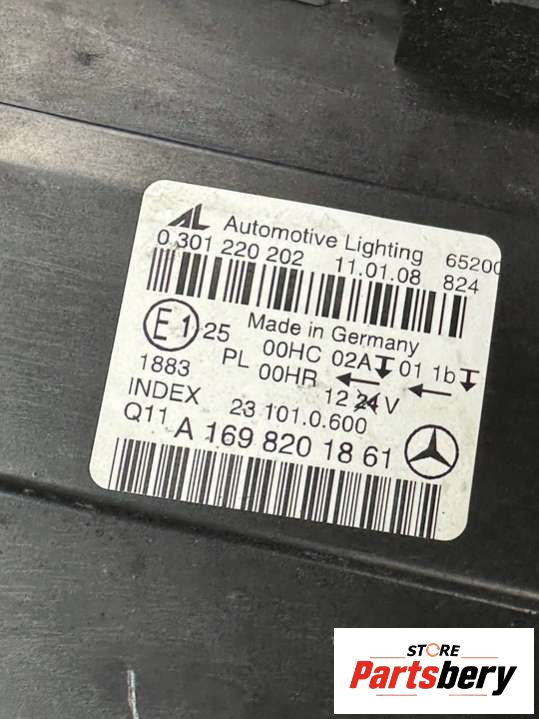 AL Automotive Lighting 65200
0 301 220 202 11.01.08 824
Made in Germany
E1 25 00HC 02A 01 1b
1883 PL 00HR
12 24 V
INDEX 23 101.0.600
Q11 A 169 820 18 61
STORE
Partsbery